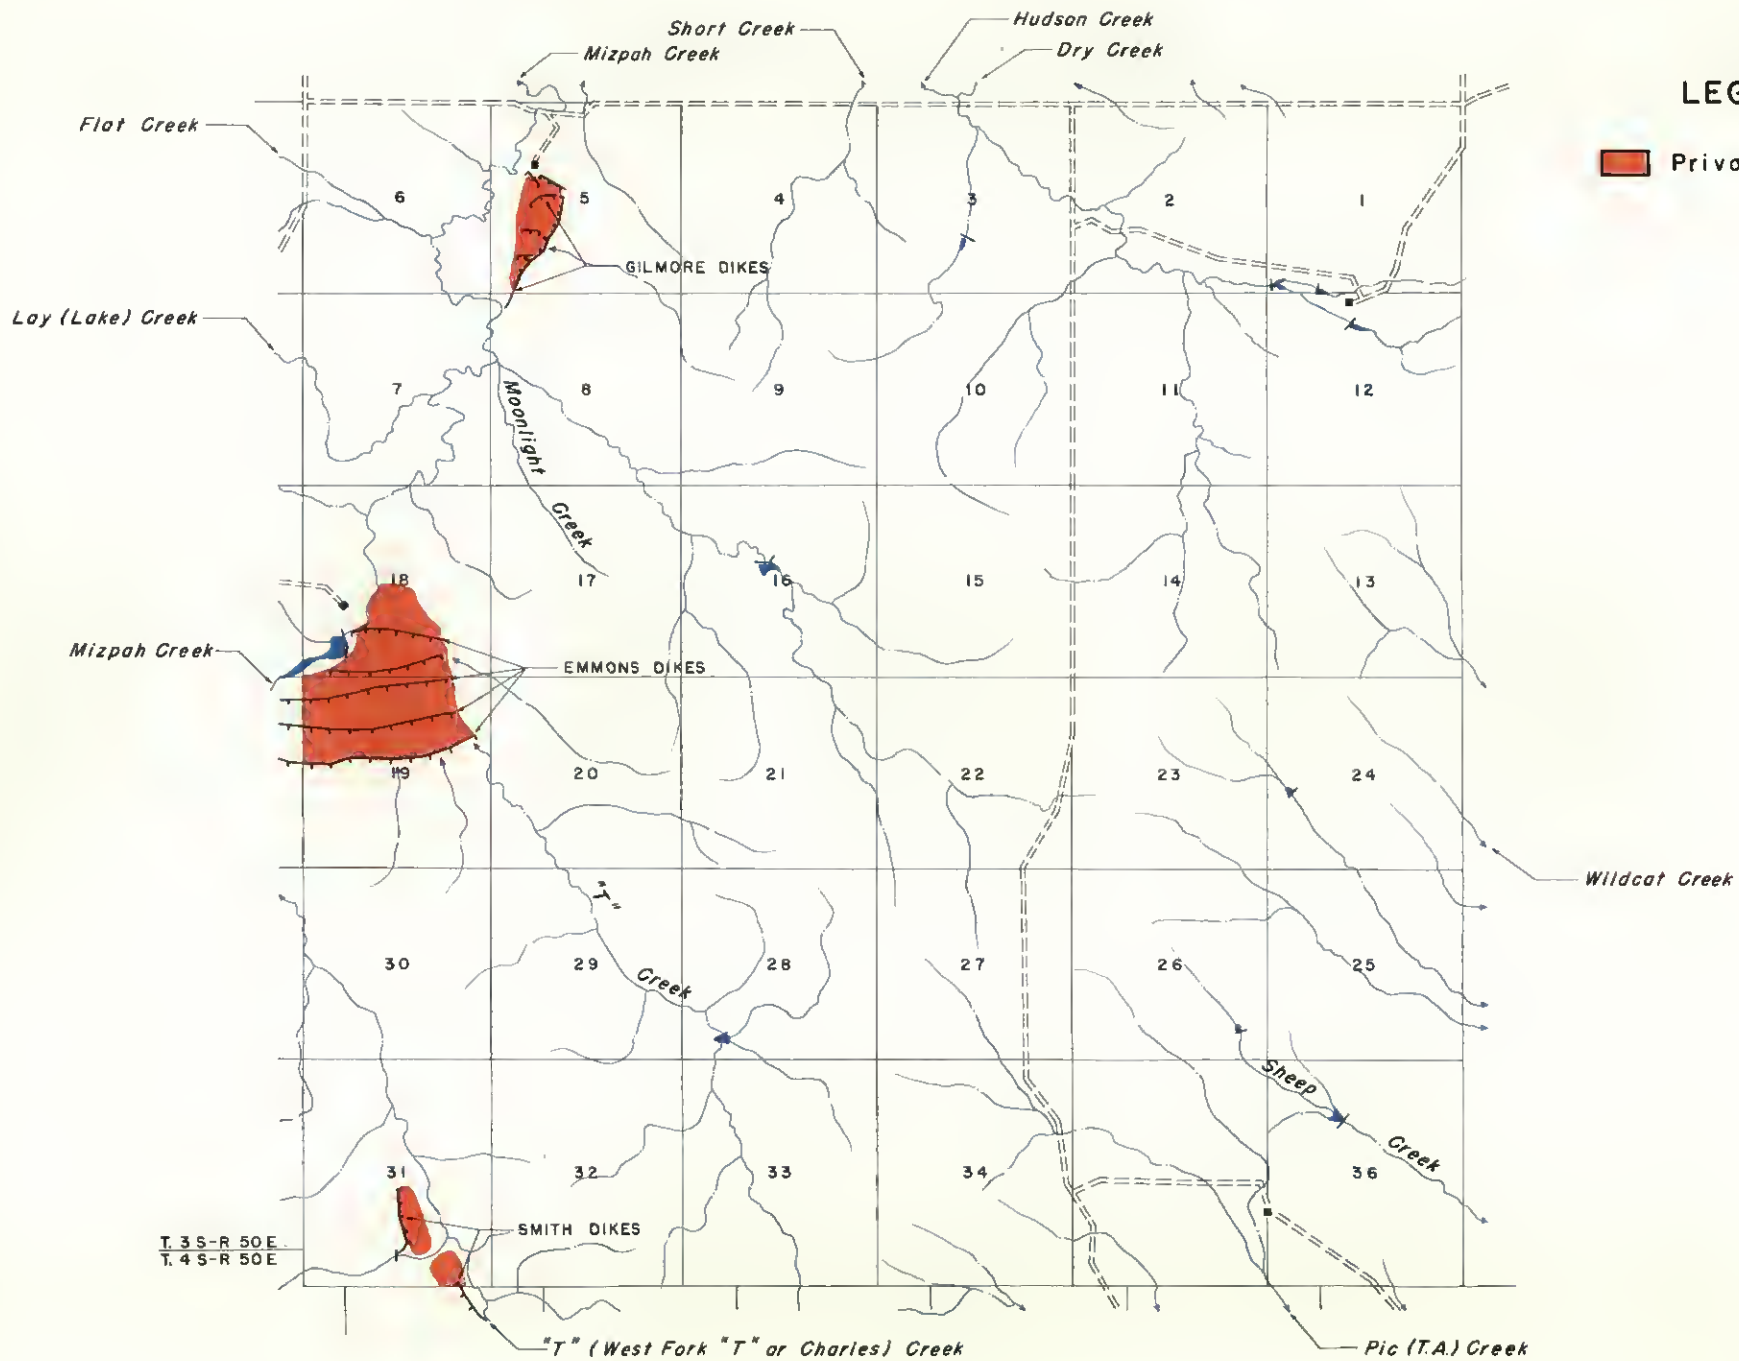 Hudson Creek
Short Creek
Mizpah Creek
Dry Creek
Flat Creek
6
5
4
3
2
1
GILMORE DIKES
Lay (Lake) Creek
7
8
9
10
11
12
Moonlight
Creek
18
17
16
15
14
13
Mizpah Creek
EMMONS DIKES
19
20
21
22
23
24
Wildcat Creek
"T"
Creek
30
29
28
27
26
25
Sheep
Creek
31
32
33
34
36
SMITH DIKES
T. 3 S-R 50 E
T. 4 S-R 50 E
"T" (West Fork "T" or Charles) Creek
Pic (T.A.) Creek